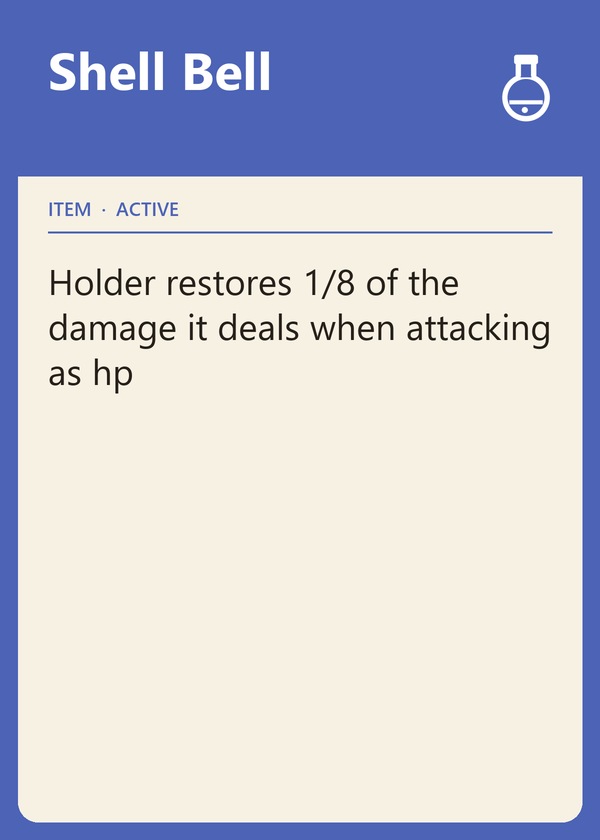 Shell Bell
ITEM · ACTIVE
Holder restores 1/8 of the
damage it deals when attacking
as hp